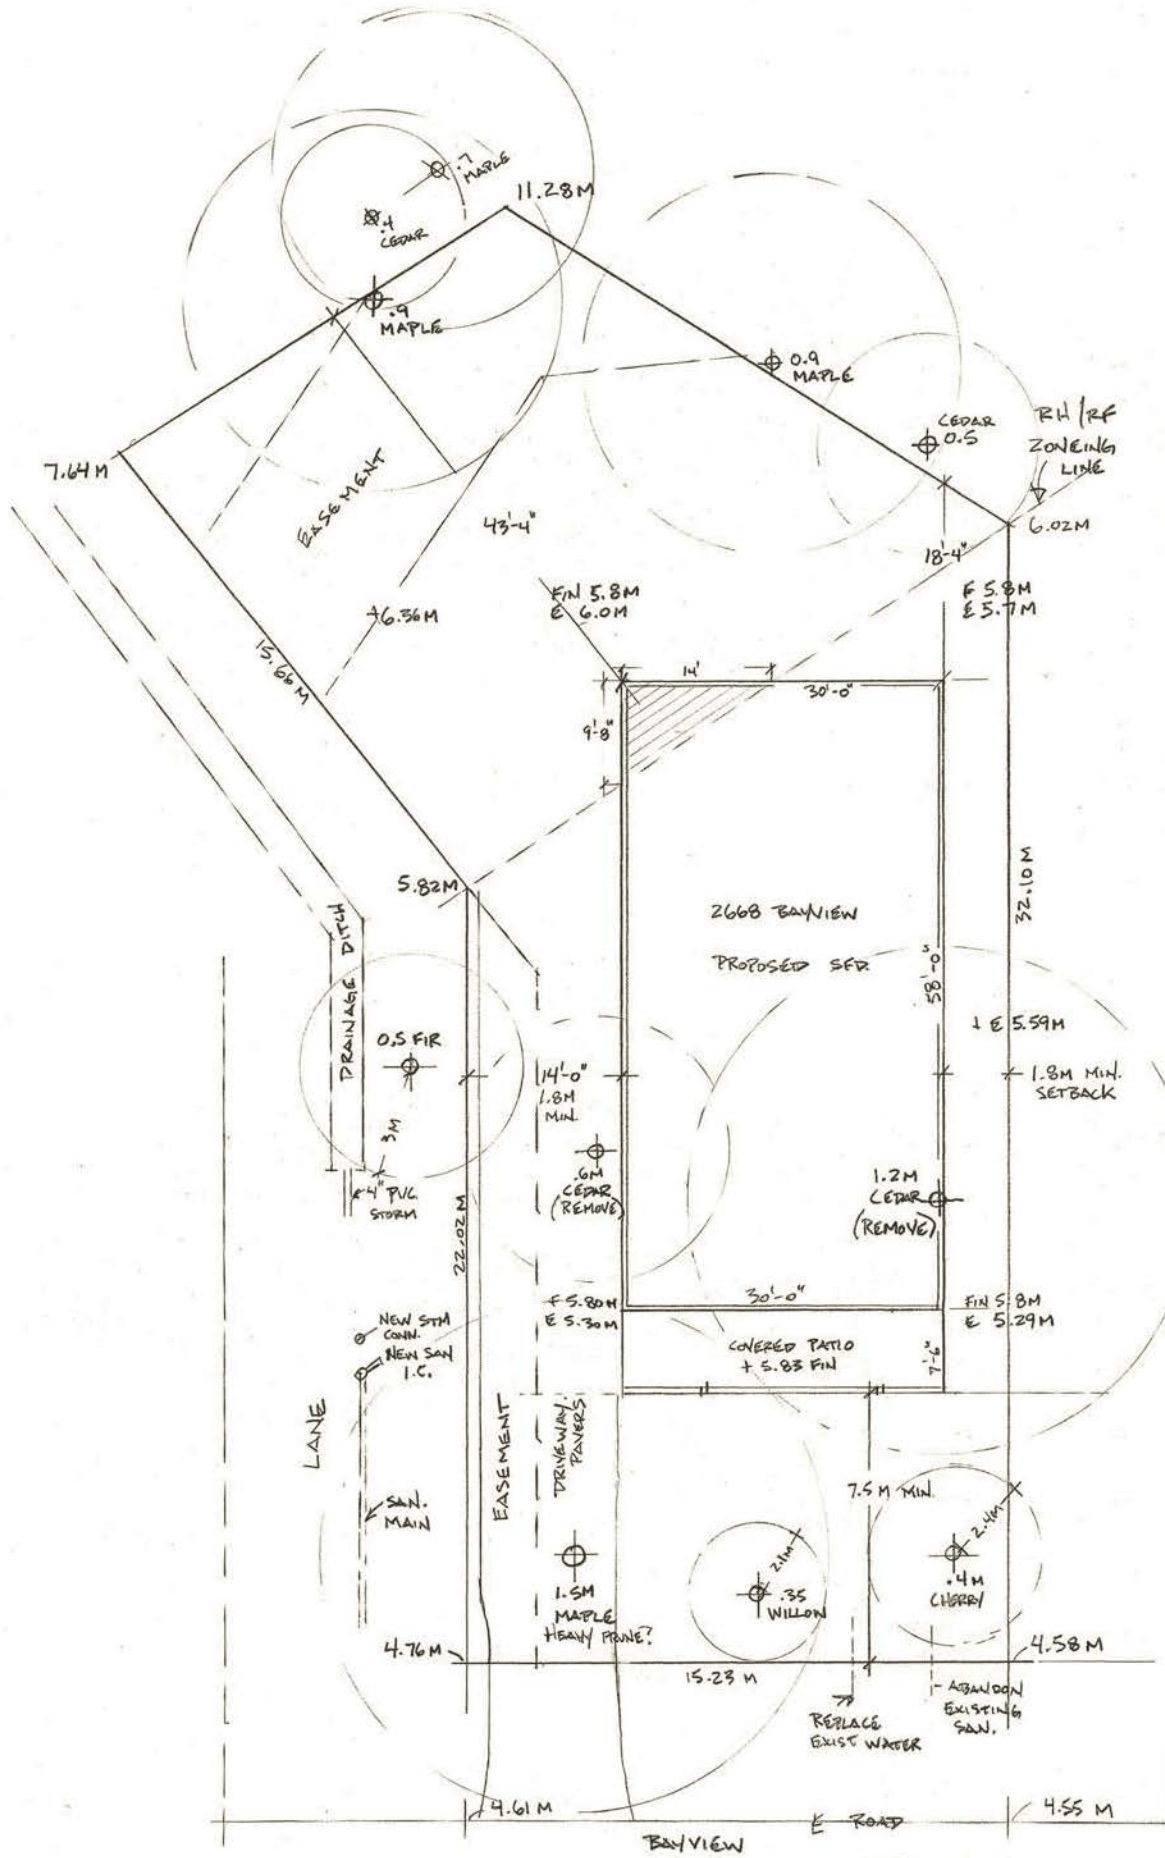 .7
MAPLE
11.28M
.4
CEDAR
.9
MAPLE
0.9
MAPLE
CEDAR
0.5
RH/RF
ZONEING
LINE
7.64M
EASEMENT
43'-4"
6.02M
18'-4"
FIN 5.8M
E 6.0M
F 5.8M
E 5.7M
+6.36M
15.66M
14'
30'-0"
9'-8"
5.82M
2668 BAYVIEW
PROPOSED SFD.
32.10M
58'-0"
DRAINAGE DITCH
0.5 FIR
+ E 5.59M
14'-0"
1.8M
MIN.
1.8M MIN.
SETBACK
3M
.6M
CEDAR
(REMOVE)
1.2M
CEDAR
(REMOVE)
4" PVC.
STORM
22.02M
F 5.80M
E 5.30M
30'-0"
FIN 5.8M
E 5.29M
NEW STM
CONN.
NEW SAN
I.C.
COVERED PATIO
+ 5.83 FIN
7'-6"
LANE
EASEMENT
DRIVEWAY.
PAVERS
SAN.
MAIN
7.5M MIN.
2.4M
2.1M
1.5M
MAPLE
HEAVY PRUNE?
.35
WILLOW
.4M
CHERRY
4.76M
4.58M
15.23 M
REPLACE
EXIST WATER
ABANDON
EXISTING
SAN.
4.61M
4.55 M
E ROAD
BAYVIEW